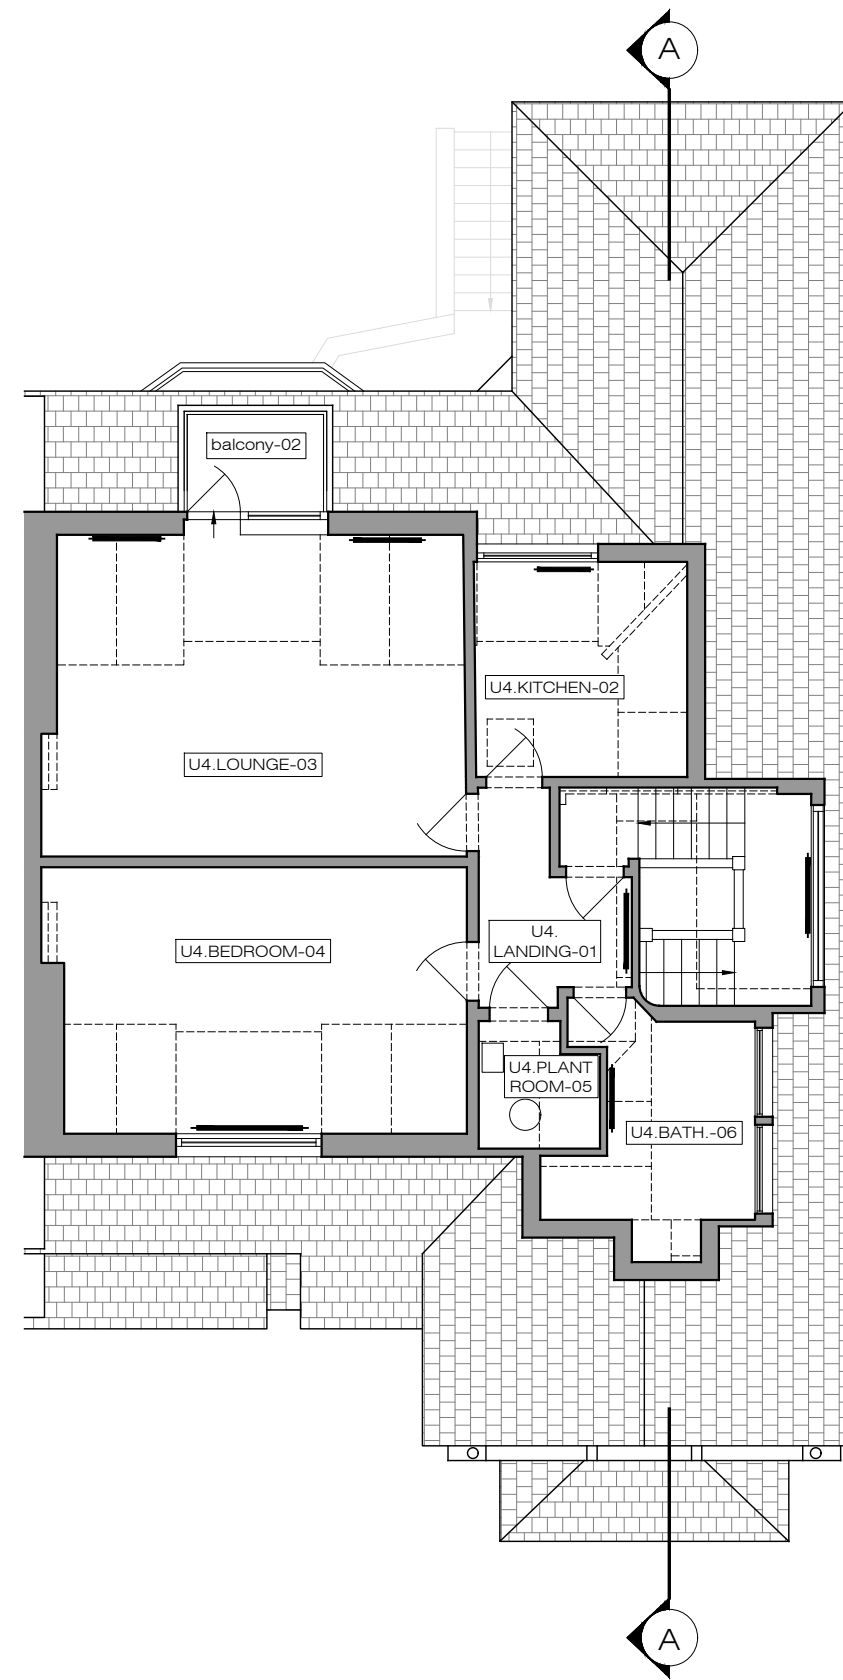 A
balcony-02
U4.KITCHEN-02
U4.LOUNGE-03
U4.
LANDING-01
U4.BEDROOM-04
U4.PLANT
ROOM-05
U4.BATH.-06
A